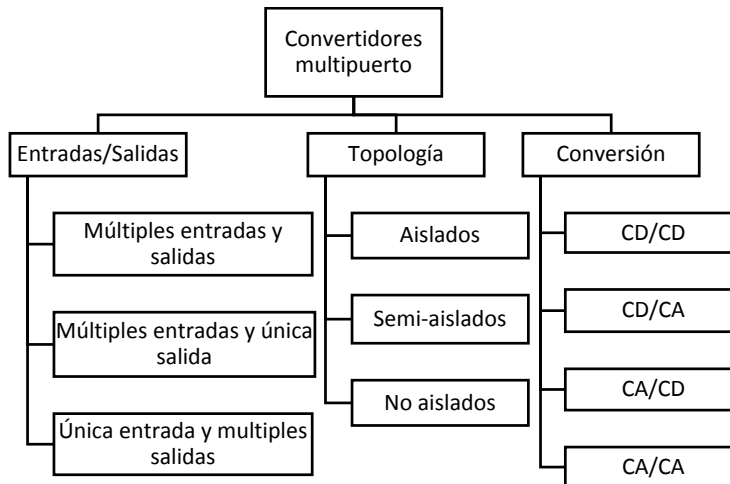 Convertidores
multipuerto
Entradas/Salidas
Topología
Conversión
Múltiples entradas y
salidas
Múltiples entradas y única
salida
Única entrada y multiples
salidas
Aislados
Semi-aislados
No aislados
CD/CD
CD/CA
CA/CD
CA/CA